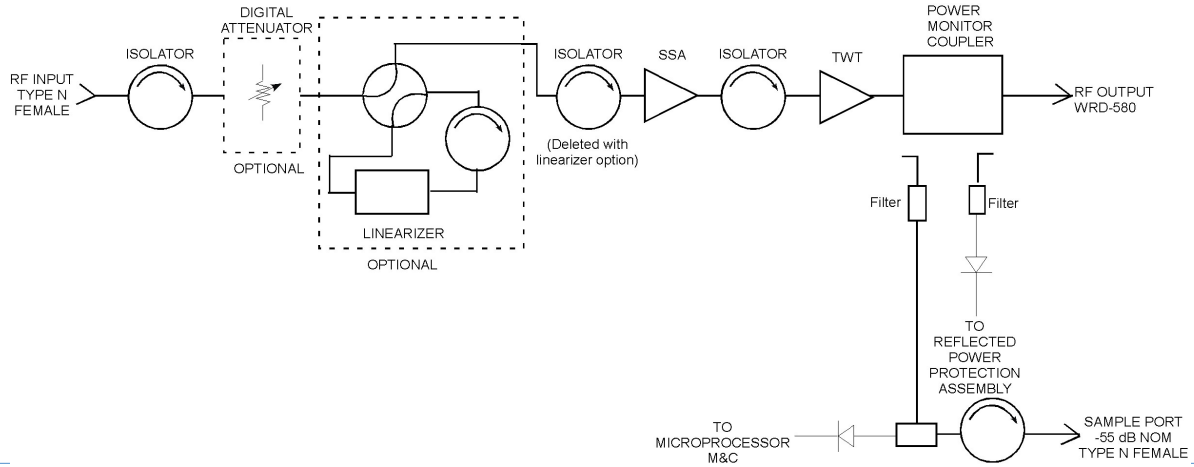 DIGITAL
ATTENUATOR
POWER
MONITOR
COUPLER
ISOLATOR
ISOLATOR
SSA
ISOLATOR
TWT
RF INPUT
TYPE N
FEMALE
RF OUTPUT
WRD-580
(Deleted with
linearizer option)
OPTIONAL
LINEARIZER
OPTIONAL
Filter
Filter
TO
REFLECTED
POWER
PROTECTION
ASSEMBLY
TO
MICROPROCESSOR
M&C
SAMPLE PORT
-55 dB NOM
TYPE N FEMALE